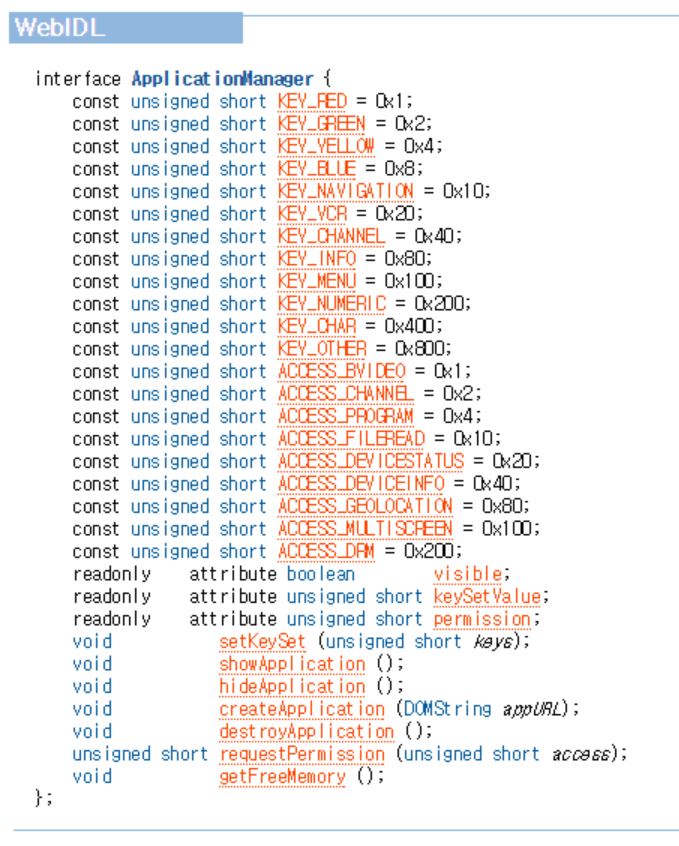 WebIDL
interface ApplicationManager {
const unsigned short KEY_RED = 0x1;
const unsigned short KEY_GREEN = 0x2;
const unsigned short KEY_YELLOW = 0x4;
const unsigned short KEY_BLUE = 0x8;
const unsigned short KEY_NAVIGATION = 0x10;
const unsigned short KEY_VCR = 0x20;
const unsigned short KEY_CHANNEL = 0x40;
const unsigned short KEY_INFO = 0x80;
const unsigned short KEY_MENU = 0x100;
const unsigned short KEY_NUMERIC = 0x200;
const unsigned short KEY_CHAR = 0x400;
const unsigned short KEY_OTHER = 0x800;
const unsigned short ACCESS_BVIDEO = 0x1;
const unsigned short ACCESS_CHANNEL = 0x2;
const unsigned short ACCESS_PROGRAM = 0x4;
const unsigned short ACCESS_FILEREAD = 0x10;
const unsigned short ACCESS_DEVICESTATUS = 0x20;
const unsigned short ACCESS_DEVICEINFO = 0x40;
const unsigned short ACCESS_GEOLOCATION = 0x80;
const unsigned short ACCESS_MULTISCREEN = 0x100;
const unsigned short ACCESS_DRM = 0x200;
readonly attribute boolean visible;
readonly attribute unsigned short keySetValue;
readonly attribute unsigned short permission;
void setKeySet (unsigned short keys);
void showApplication ();
void hideApplication ();
void createApplication (DOMString appURL);
void destroyApplication ();
unsigned short requestPermission (unsigned short access);
void getFreeMemory ();
};